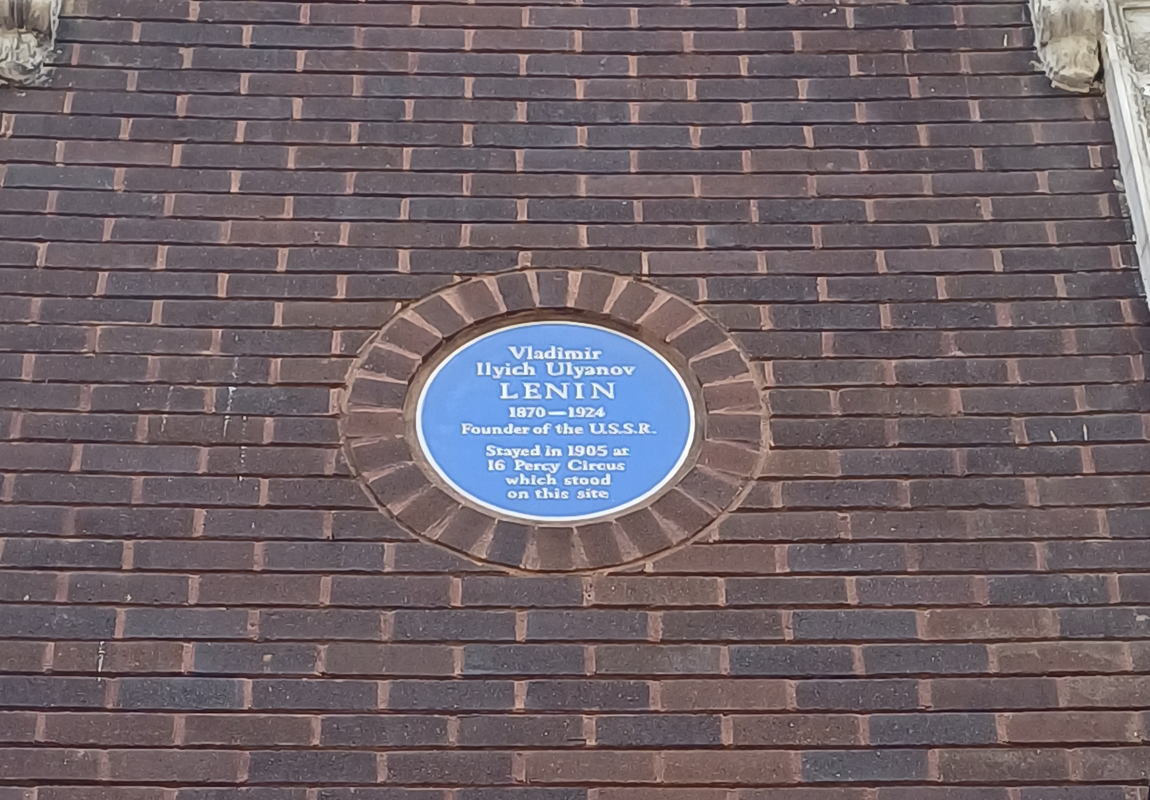 Vladimir
Ilyich Ulyanov
LENIN
1870—1924
Founder of the U.S.S.R.
Stayed in 1905 at
16 Percy Circus
which stood
on this site